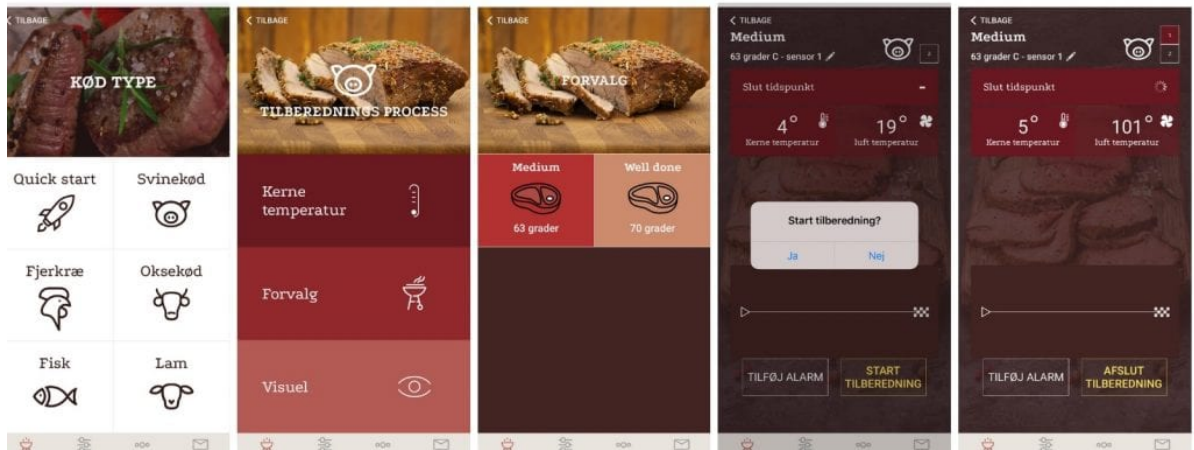 TILBAGE
KØD TYPE
Quick start
Svinekød
Fjerkræ
Oksekød
Fisk
Lam
TILBAGE
TILBEREDNINGS PROCESS
Kerne
temperatur
Forvalg
Visuel
TILBAGE
FORVALG
Medium
63 grader
Well done
70 grader
TILBAGE
Medium
63 grader C - sensor 1
2
Slut tidspunkt
-
4°
Kerne temperatur
19°
luft temperatur
Start tilberedning?
Ja
Nej
TILFØJ ALARM
START
TILBEREDNING
TILBAGE
Medium
63 grader C - sensor 1
1
2
Slut tidspunkt
5°
Kerne temperatur
101°
luft temperatur
TILFØJ ALARM
AFSLUT
TILBEREDNING